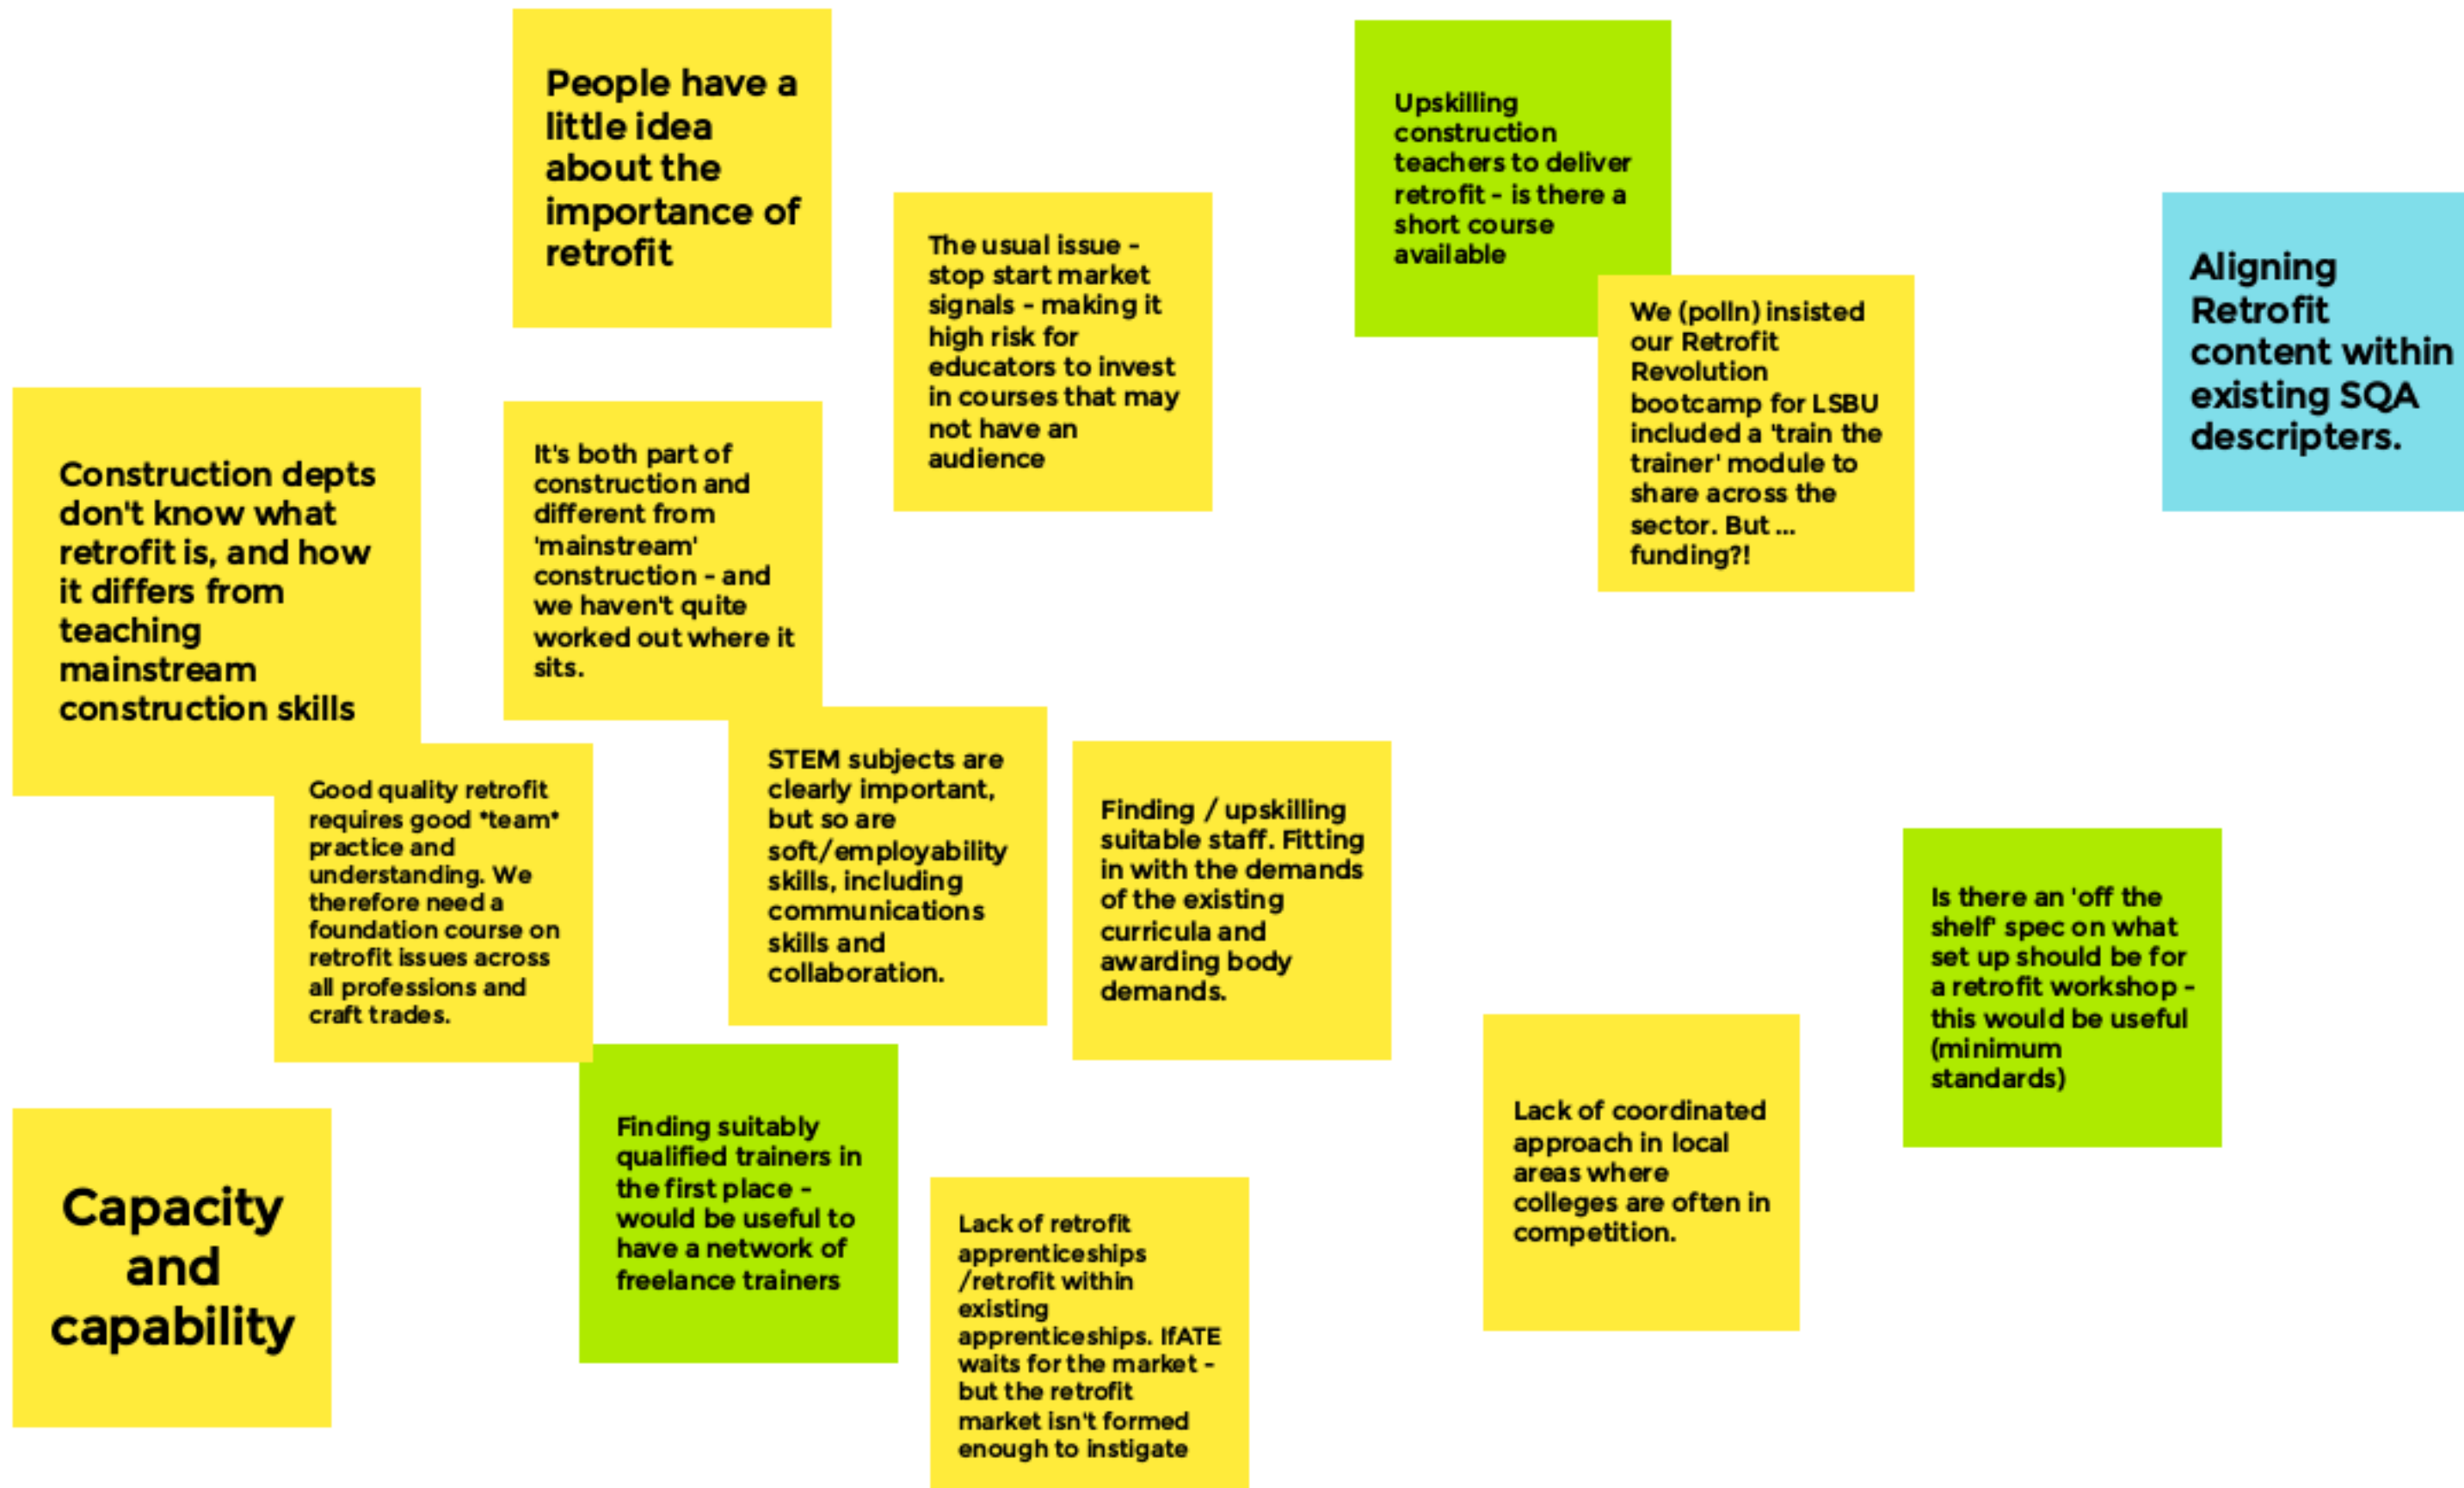 People have a
little idea
about the
importance of
retrofit
Upskilling
construction
teachers to deliver
retrofit - is there a
short course
available
The usual issue -
stop start market
signals - making it
high risk for
educators to invest
in courses that may
not have an
audience
We (polln) insisted
our Retrofit
Revolution
bootcamp for LSBU
included a 'train the
trainer' module to
share across the
sector. But ...
funding?!
Aligning
Retrofit
content within
existing SQA
descripters.
Construction depts
don't know what
retrofit is, and how
it differs from
teaching
mainstream
construction skills
It's both part of
construction and
different from
'mainstream'
construction - and
we haven't quite
worked out where it
sits.
Good quality retrofit
requires good *team*
practice and
understanding. We
therefore need a
foundation course on
retrofit issues across
all professions and
craft trades.
STEM subjects are
clearly important,
but so are
soft/employability
skills, including
communications
skills and
collaboration.
Finding / upskilling
suitable staff. Fitting
in with the demands
of the existing
curricula and
awarding body
demands.
Is there an 'off the
shelf' spec on what
set up should be for
a retrofit workshop -
this would be useful
(minimum
standards)
Capacity
and
capability
Finding suitably
qualified trainers in
the first place -
would be useful to
have a network of
freelance trainers
Lack of retrofit
apprenticeships
/retrofit within
existing
apprenticeships. IfATE
waits for the market -
but the retrofit
market isn't formed
enough to instigate
Lack of coordinated
approach in local
areas where
colleges are often in
competition.